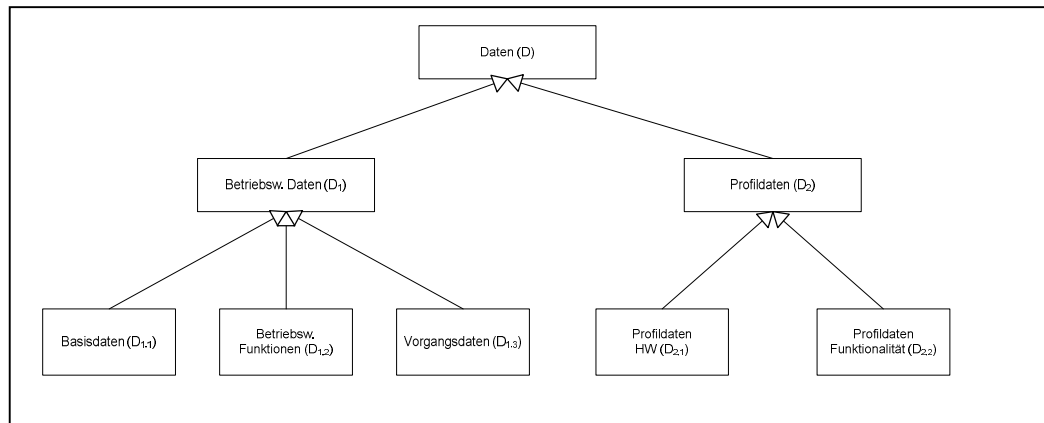 Daten (D)
Betriebsw. Daten (D₁)
Profildaten (D₂)
Basisdaten (D₁.₁)
Betriebsw.
Funktionen (D₁.₂)
Vorgangsdaten (D₁.₃)
Profildaten
HW (D₂.₁)
Profildaten
Funktionalität (D₂.₂)